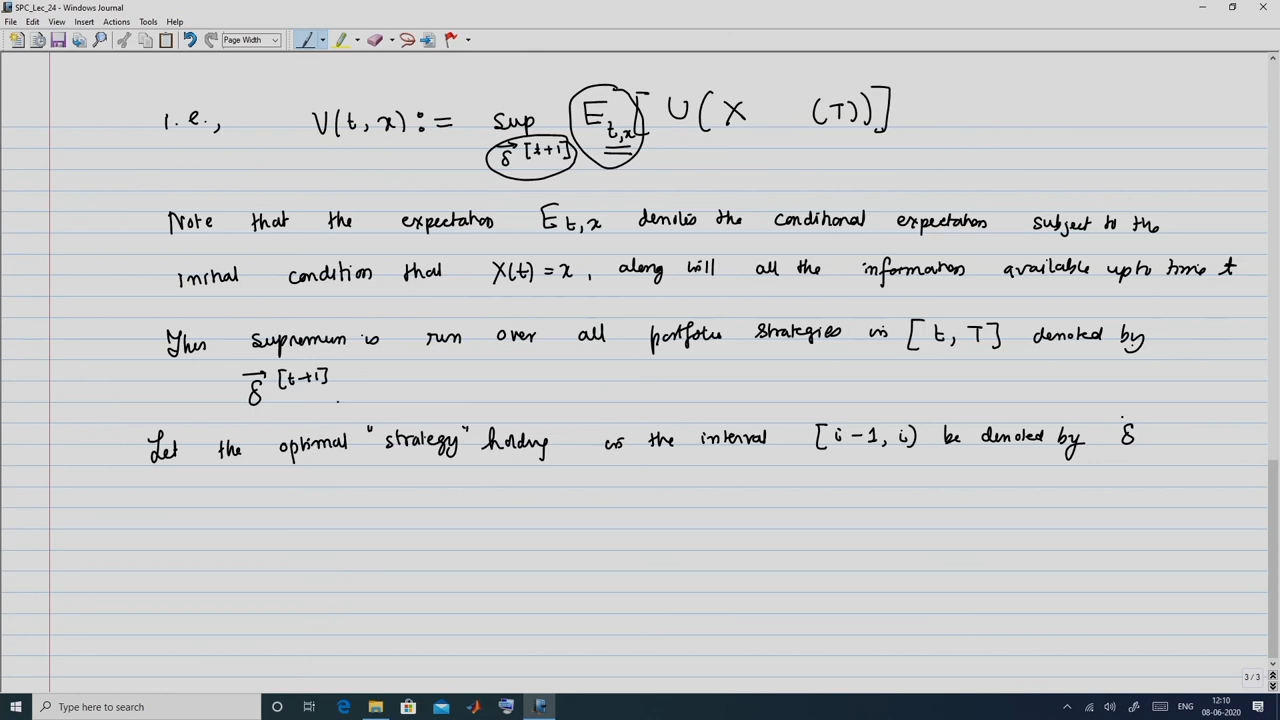 SPC_Lec_24 - Windows Journal
File Edit View Insert Actions Tools Help
Page Width
i.e., V(t, x) := sup E_{t,x} [ U( X (T)) ]
δ⃗ [t+1]
Note that the expectation E_{t,x} denotes the conditional expectation subject to the
initial condition that X(t) = x, along will all the information available upto time t
This supremum is run over all portfolio strategies in [t, T] denoted by
δ⃗ [t+1].
Let the optimal "strategy" holding in the interval [i-1, i) be denoted by δ
3 / 3
Type here to search
ENG
12:10
08-06-2020